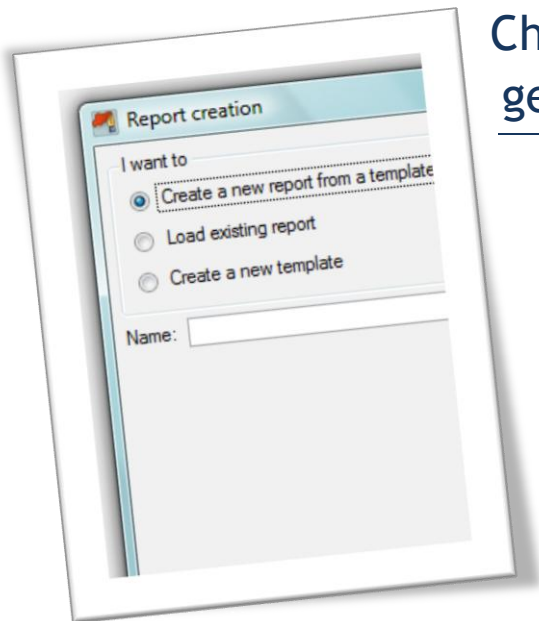 Ch
ge
Report creation
I want to
Create a new report from a template
Load existing report
Create a new template
Name: